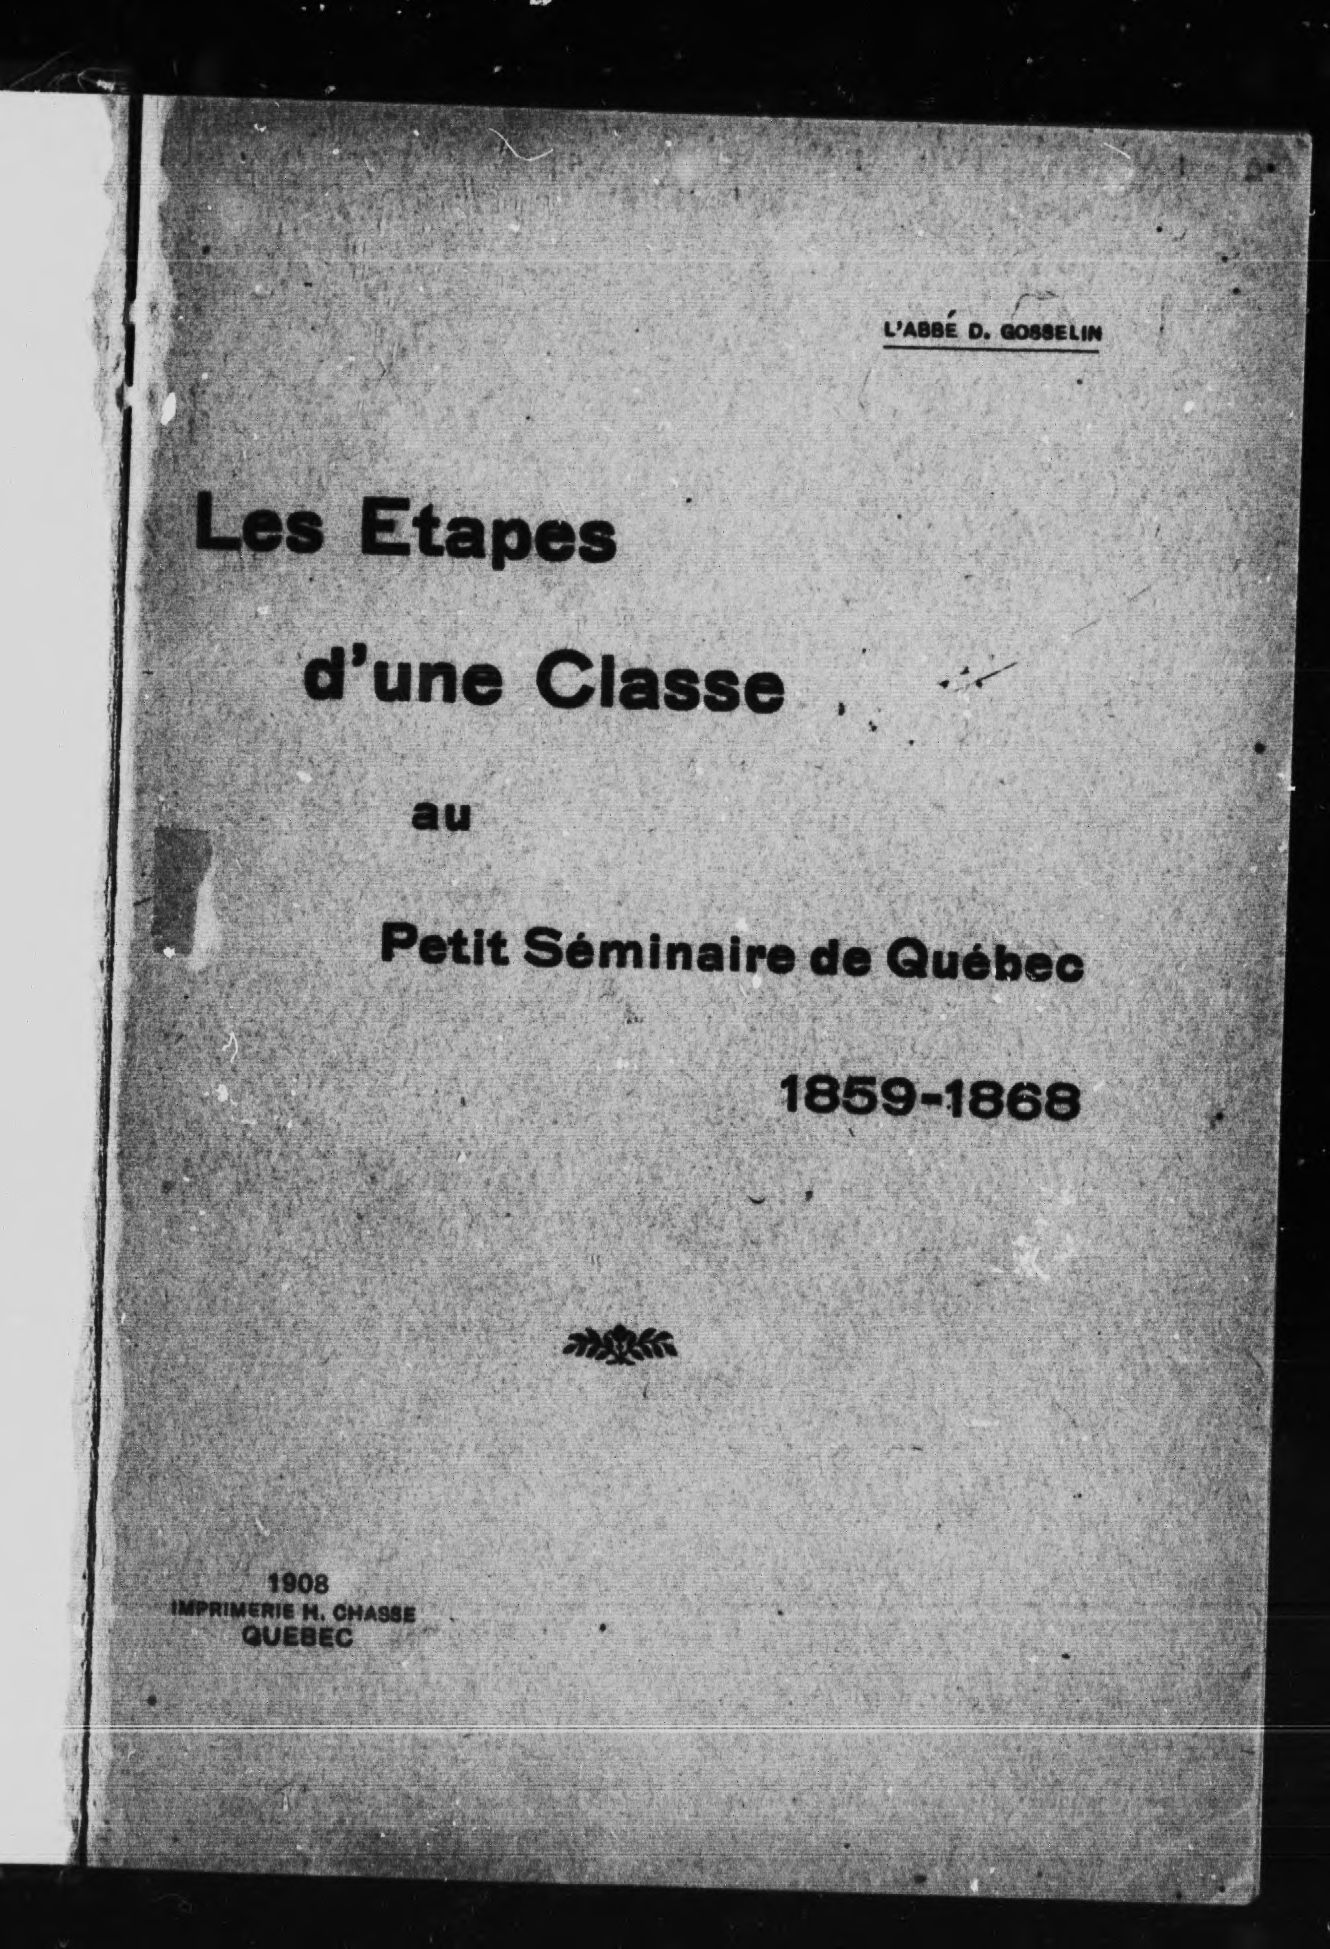 L'ABBÉ D. GOSSELIN
Les Etapes
d'une Classe
au
Petit Séminaire de Québec
1859-1868
1908
IMPRIMERIE H. CHASSE
QUEBEC